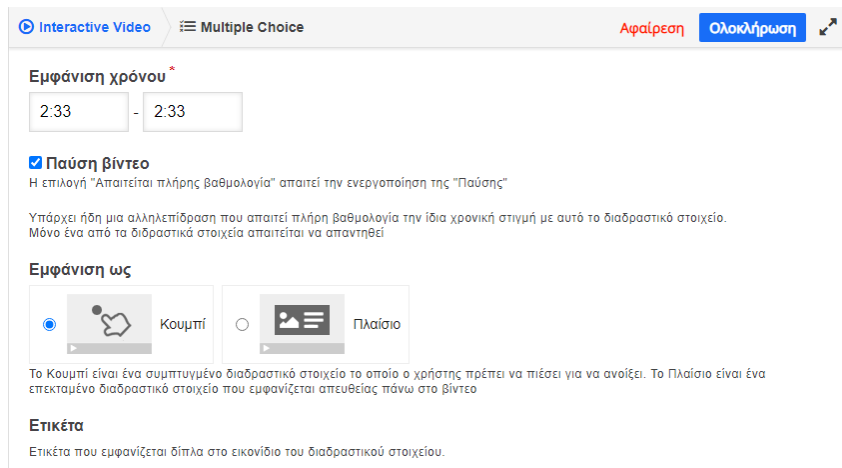 Interactive Video Multiple Choice Αφαίρεση Ολοκλήρωση
Εμφάνιση χρόνου*
2:33 - 2:33
Παύση βίντεο
Η επιλογή "Απαιτείται πλήρης βαθμολογία" απαιτεί την ενεργοποίηση της "Παύσης"
Υπάρχει ήδη μια αλληλεπίδραση που απαιτεί πλήρη βαθμολογία την ίδια χρονική στιγμή με αυτό το διαδραστικό στοιχείο.
Μόνο ένα από τα διδραστικά στοιχεία απαιτείται να απαντηθεί
Εμφάνιση ως
Κουμπί Πλαίσιο
Το Κουμπί είναι ένα συμπτυγμένο διαδραστικό στοιχείο το οποίο ο χρήστης πρέπει να πιέσει για να ανοίξει. Το Πλαίσιο είναι ένα
επεκταμένο διαδραστικό στοιχείο που εμφανίζεται απευθείας πάνω στο βίντεο
Ετικέτα
Ετικέτα που εμφανίζεται δίπλα στο εικονίδιο του διαδραστικού στοιχείου.